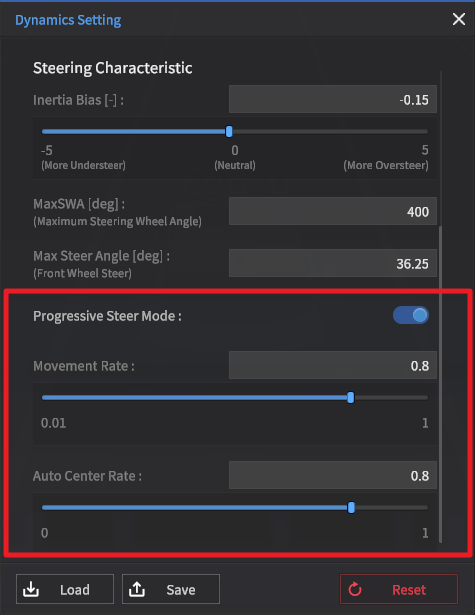 Dynamics Setting
Steering Characteristic
Inertia Bias [-] :
-0.15
-5
0
5
(More Understeer)
(Neutral)
(More Oversteer)
MaxSWA [deg] :
(Maximum Steering Wheel Angle)
400
Max Steer Angle [deg] :
(Front Wheel Steer)
36.25
Progressive Steer Mode :
Movement Rate :
0.8
0.01
1
Auto Center Rate :
0.8
0
1
Load
Save
Reset